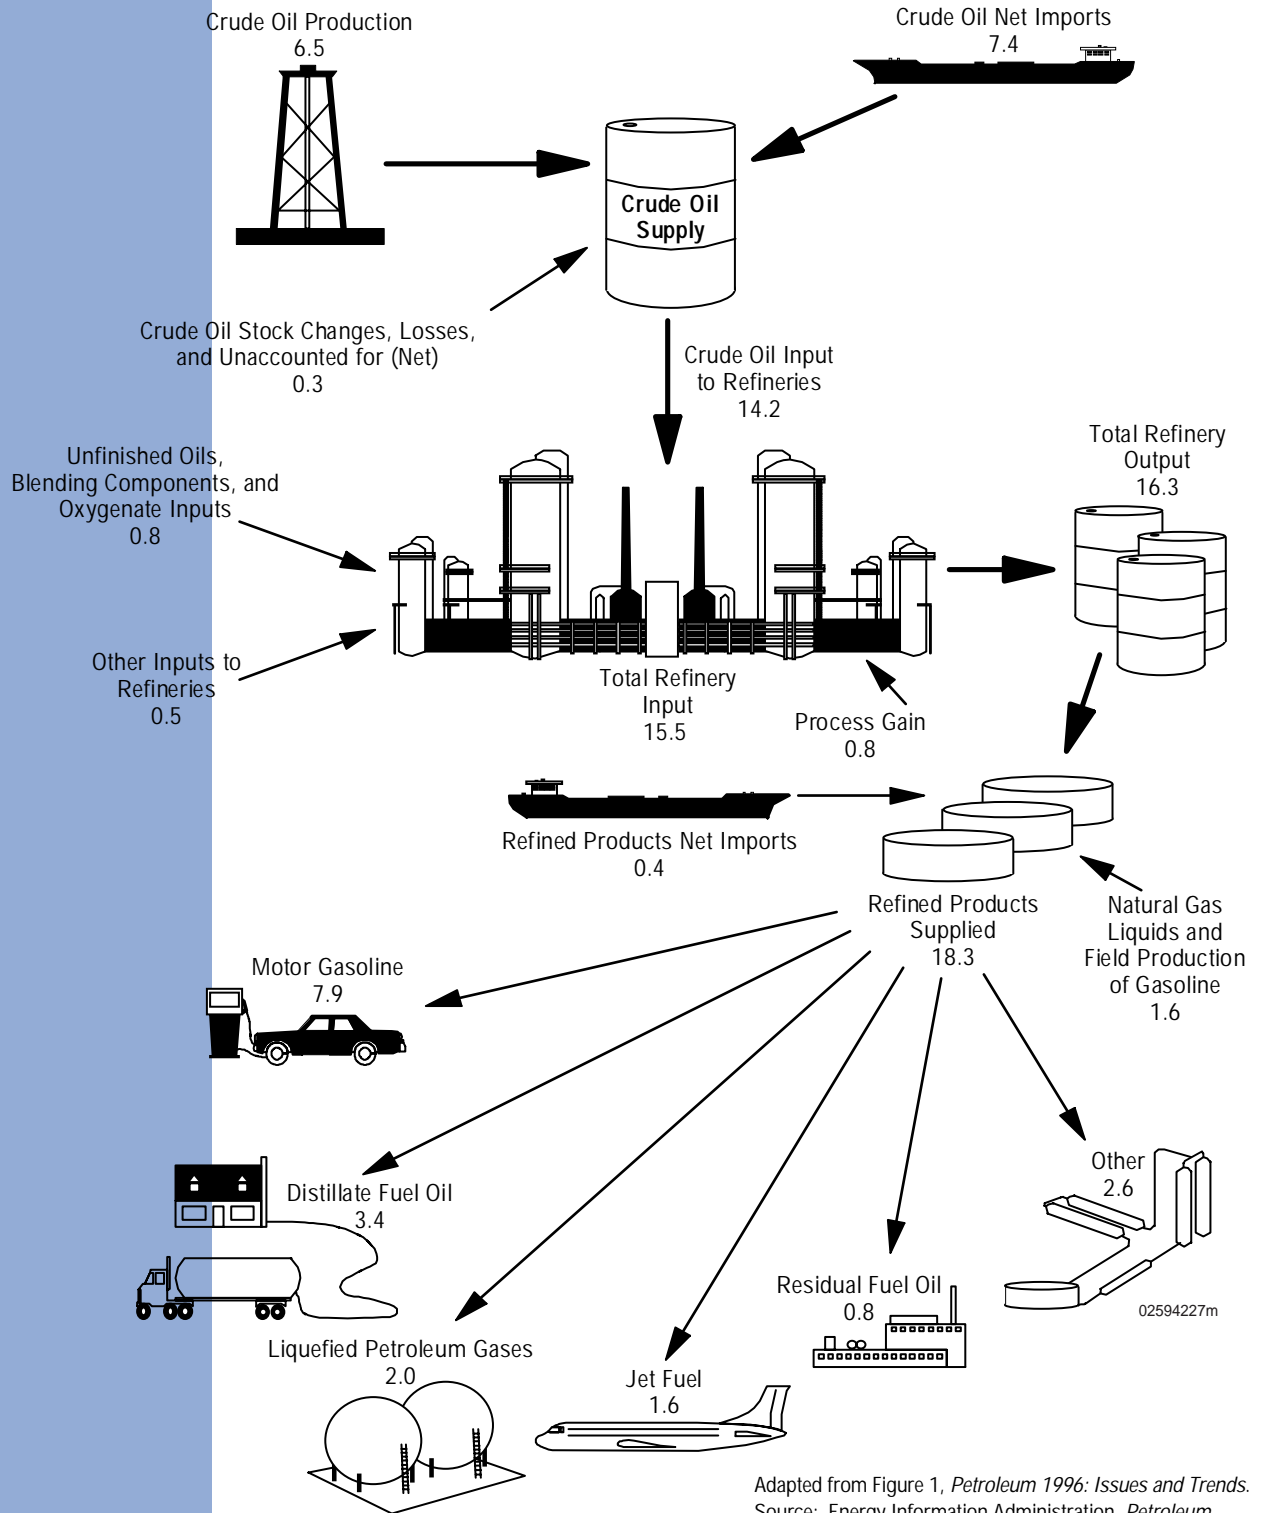 Crude Oil Production
6.5
Crude Oil Net Imports
7.4
Crude Oil
Supply
Crude Oil Stock Changes, Losses,
and Unaccounted for (Net)
0.3
Crude Oil Input
to Refineries
14.2
Unfinished Oils,
Blending Components, and
Oxygenate Inputs
0.8
Total Refinery
Output
16.3
Other Inputs to
Refineries
0.5
Total Refinery
Input
15.5
Process Gain
0.8
Refined Products Net Imports
0.4
Refined Products
Supplied
18.3
Natural Gas
Liquids and
Field Production
of Gasoline
1.6
Motor Gasoline
7.9
Distillate Fuel Oil
3.4
Liquefied Petroleum Gases
2.0
Jet Fuel
1.6
Residual Fuel Oil
0.8
Other
2.6
02594227m
Adapted from Figure 1, Petroleum 1996: Issues and Trends.
Source: Energy Information Administration, Petroleum